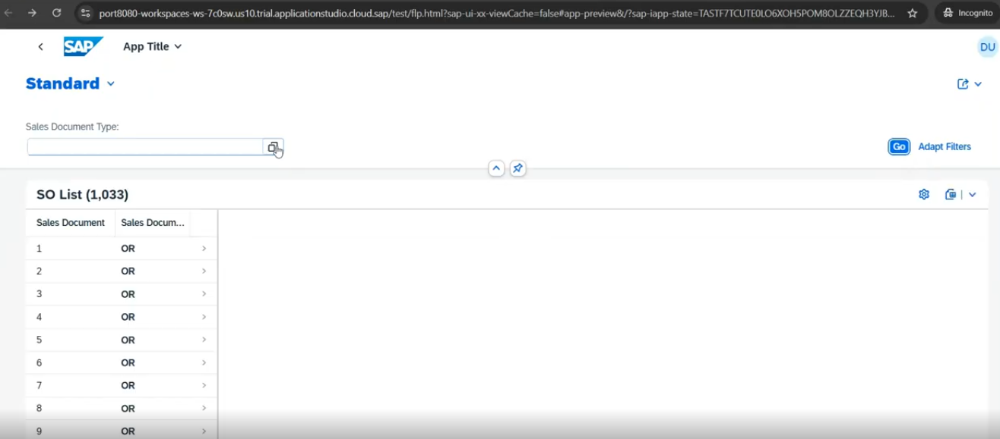 port8080-workspaces-ws-7c0sw.us10.trial.applicationstudio.cloud.sap/test/flp.html?sap-ui-xx-viewCache=false#app-preview&/?sap-iapp-state=TASTF7TCUTE0LO6XOH5POM8OLZZEQH3YJB... Incognito
SAP App Title DU
Standard
Sales Document Type:
Go Adapt Filters
SO List (1,033)
Sales Document Sales Docum...
1 OR
2 OR
3 OR
4 OR
5 OR
6 OR
7 OR
8 OR
9 OR